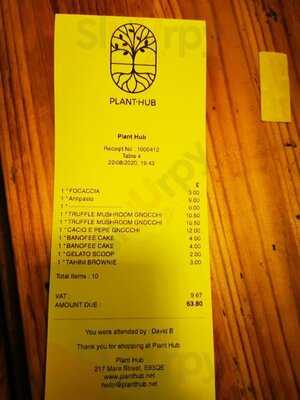 PLANT·HUB
Plant Hub
Receipt No : 1000412
Table 4
22/08/2020, 19:43
£
1 * FOCACCIA 3.00
1 * Antipasto 9.00
1 * ---------------- 0.00
1 * TRUFFLE MUSHROOM GNOCCHI 10.50
1 * TRUFFLE MUSHROOM GNOCCHI 10.50
1 * CACIO E PEPE GNOCCHI 12.00
1 * BANOFEE CAKE 4.00
1 * BANOFEE CAKE 4.00
1 * GELATO SCOOP 2.00
1 * TAHINI BROWNIE 3.00
Total Items : 10
VAT : 9.67
AMOUNT DUE : 63.80
You were attended by : David B
Thank you for shopping at Plant Hub
Plant Hub
217 Mare Street, E83QE
www.planthub.net
hello@planthub.net